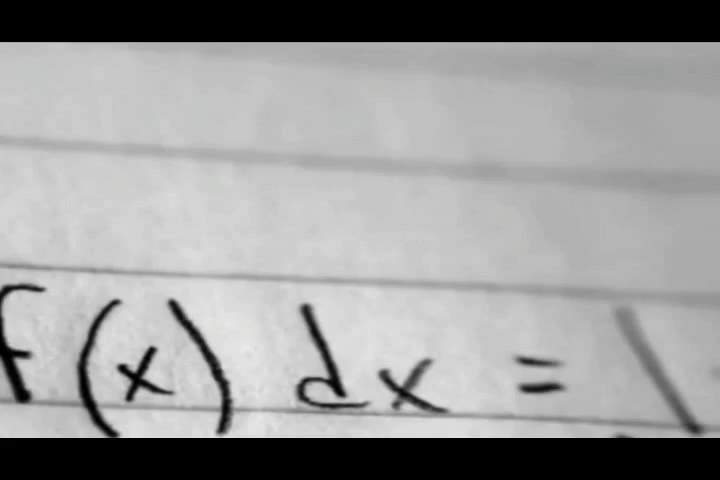 f(x) dx = \